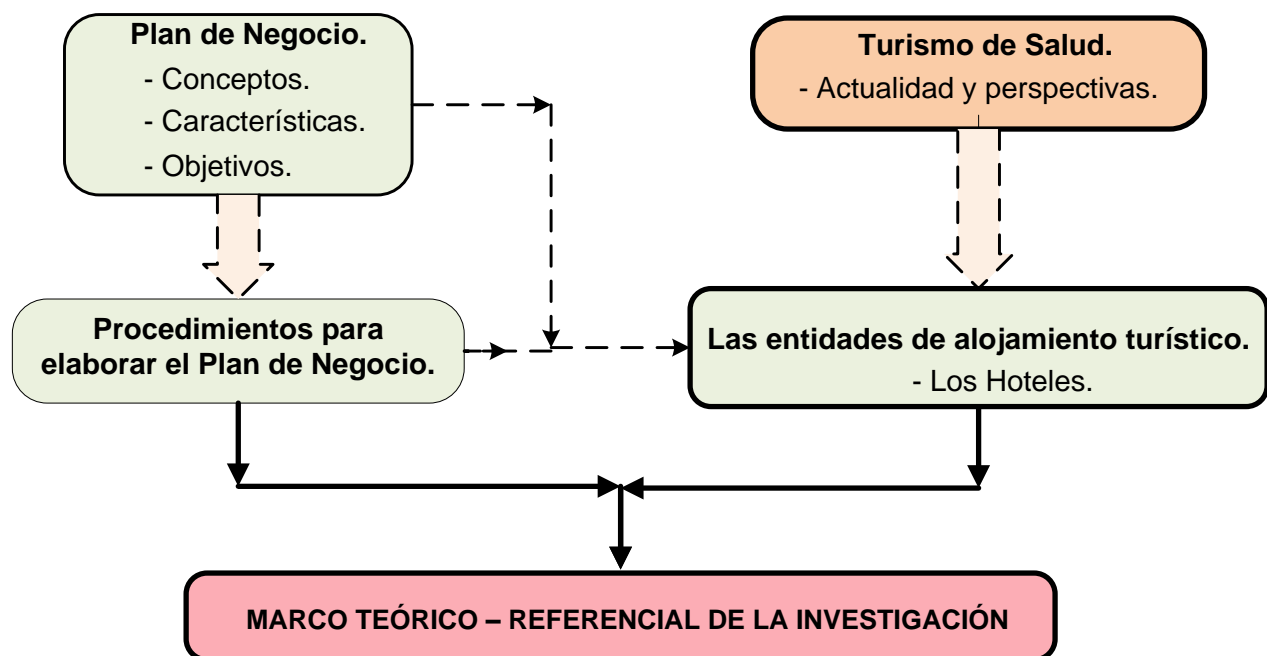 Plan de Negocio.
- Conceptos.
- Características.
- Objetivos.
Turismo de Salud.
- Actualidad y perspectivas.
Procedimientos para
elaborar el Plan de Negocio.
Las entidades de alojamiento turístico.
- Los Hoteles.
MARCO TEÓRICO – REFERENCIAL DE LA INVESTIGACIÓN